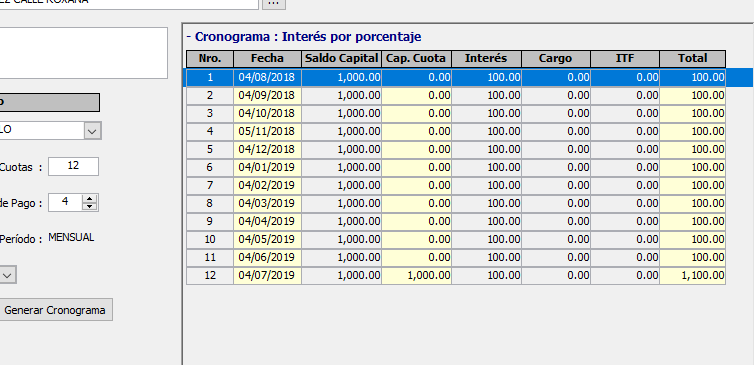 CALLE ROXANA
...
- Cronograma : Interés por porcentaje
Nro. Fecha Saldo Capital Cap. Cuota Interés Cargo ITF Total
1 04/08/2018 1,000.00 0.00 100.00 0.00 0.00 100.00
2 04/09/2018 1,000.00 0.00 100.00 0.00 0.00 100.00
3 04/10/2018 1,000.00 0.00 100.00 0.00 0.00 100.00
4 05/11/2018 1,000.00 0.00 100.00 0.00 0.00 100.00
5 04/12/2018 1,000.00 0.00 100.00 0.00 0.00 100.00
6 04/01/2019 1,000.00 0.00 100.00 0.00 0.00 100.00
7 04/02/2019 1,000.00 0.00 100.00 0.00 0.00 100.00
8 04/03/2019 1,000.00 0.00 100.00 0.00 0.00 100.00
9 04/04/2019 1,000.00 0.00 100.00 0.00 0.00 100.00
10 04/05/2019 1,000.00 0.00 100.00 0.00 0.00 100.00
11 04/06/2019 1,000.00 0.00 100.00 0.00 0.00 100.00
12 04/07/2019 1,000.00 1,000.00 100.00 0.00 0.00 1,100.00
LO
Cuotas : 12
de Pago : 4
Período : MENSUAL
Generar Cronograma